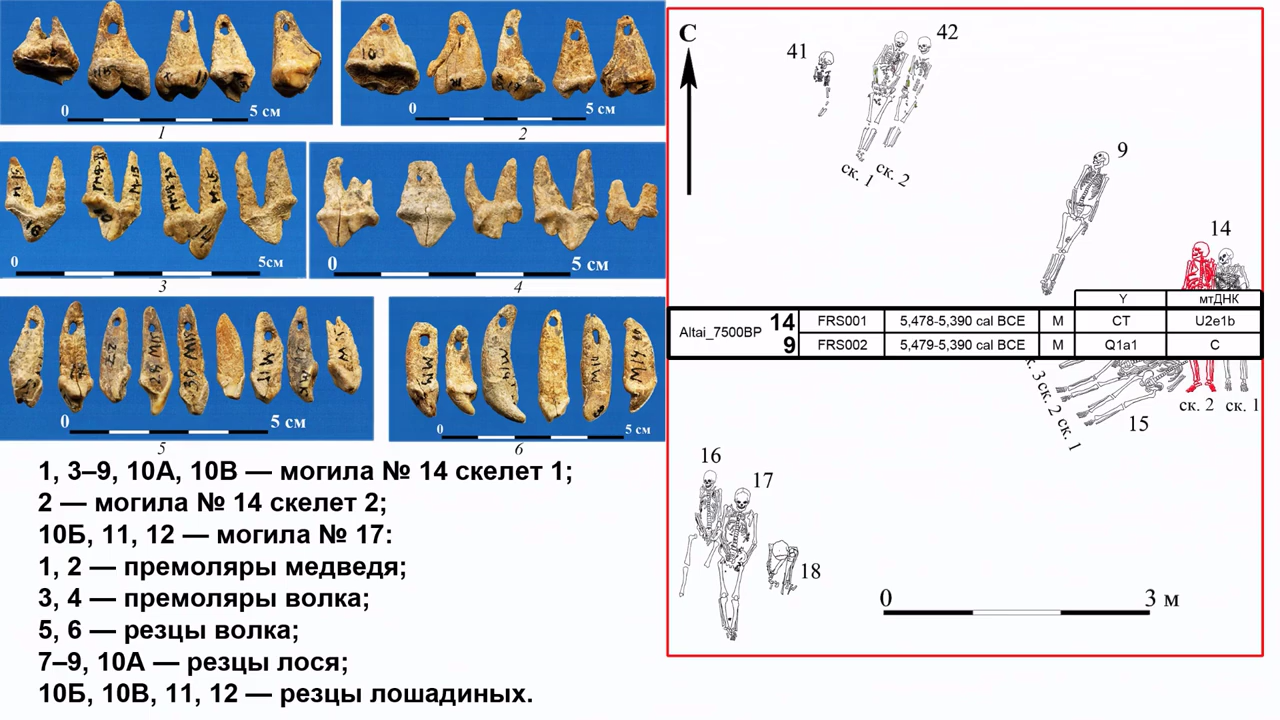 0 5 см
1
0 5 см
2
0 5см
3
0 5 см
4
0 5 см
5
0 5 см
6
1, 3–9, 10А, 10В — могила № 14 скелет 1;
2 — могила № 14 скелет 2;
10Б, 11, 12 — могила № 17:
1, 2 — премоляры медведя;
3, 4 — премоляры волка;
5, 6 — резцы волка;
7–9, 10А — резцы лося;
10Б, 10В, 11, 12 — резцы лошадиных.
С
41
42
ск. 1 ск. 2
9
14
Y мтДНК
Altai_7500BP 14 FRS001 5,478-5,390 cal BCE M CT U2e1b
9 FRS002 5,479-5,390 cal BCE M Q1a1 C
3 ск. 2 ск. 1
15
ск. 2 ск. 1
16
17
18
0 3 м